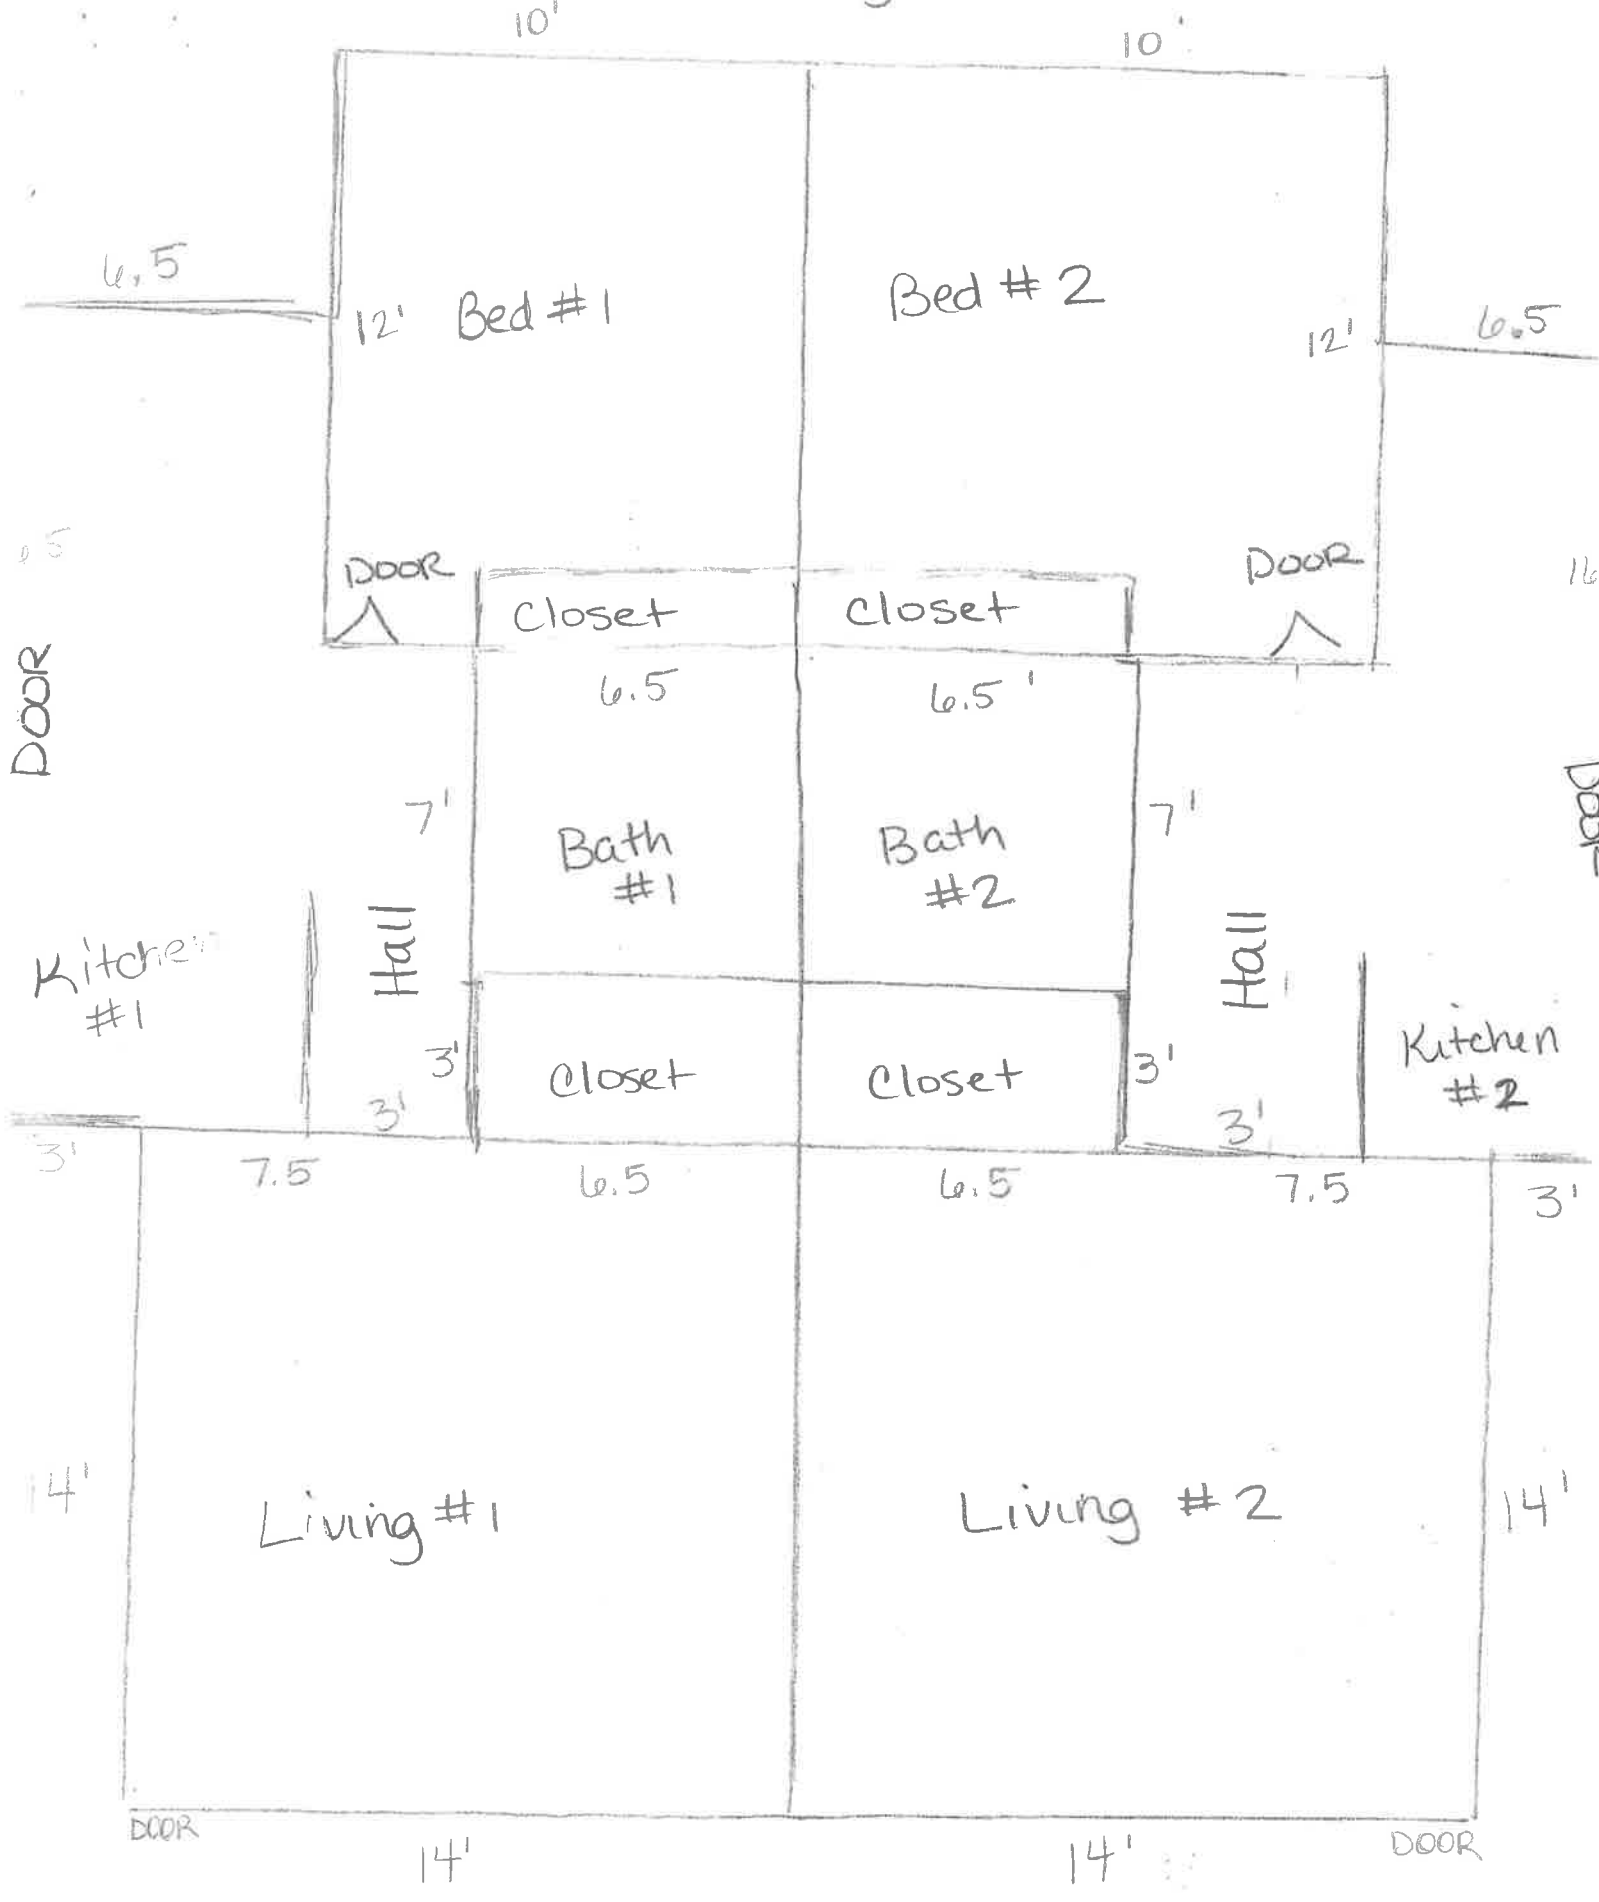 10'
10'
6.5
12'
Bed #1
Bed # 2
12'
6.5
DOOR
DOOR
Closet
Closet
16
DOOR
6.5
6.5'
7'
7'
Bath
#1
Bath
#2
DOOR
Kitchen
#1
Hall
Hall
Kitchen
#2
3'
Closet
Closet
3'
3'
3'
3'
7.5
6.5
6.5
7.5
3'
14'
Living #1
Living #2
14'
DOOR
14'
14'
DOOR